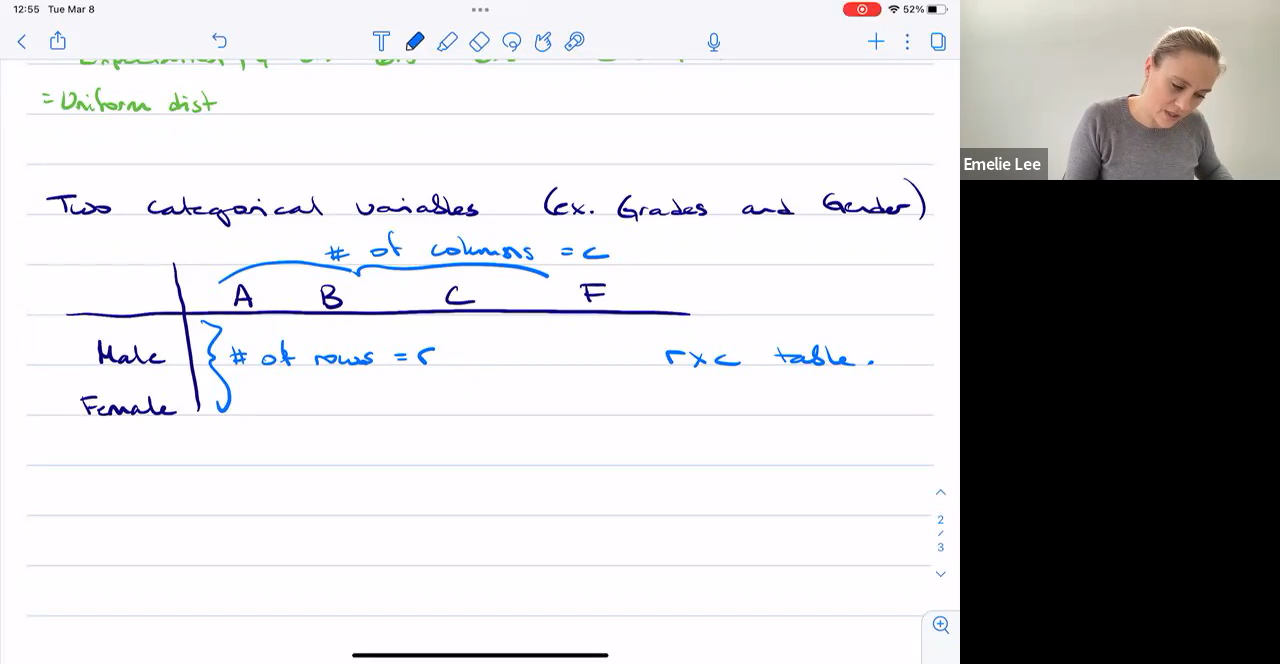 12:55 Tue Mar 8
52%
T
= Uniform dist
Two categorical variables (ex. Grades and Gender)
# of columns = c
A B C F
Male # of rows = r r x c table.
Female
2
/
3
Emelie Lee